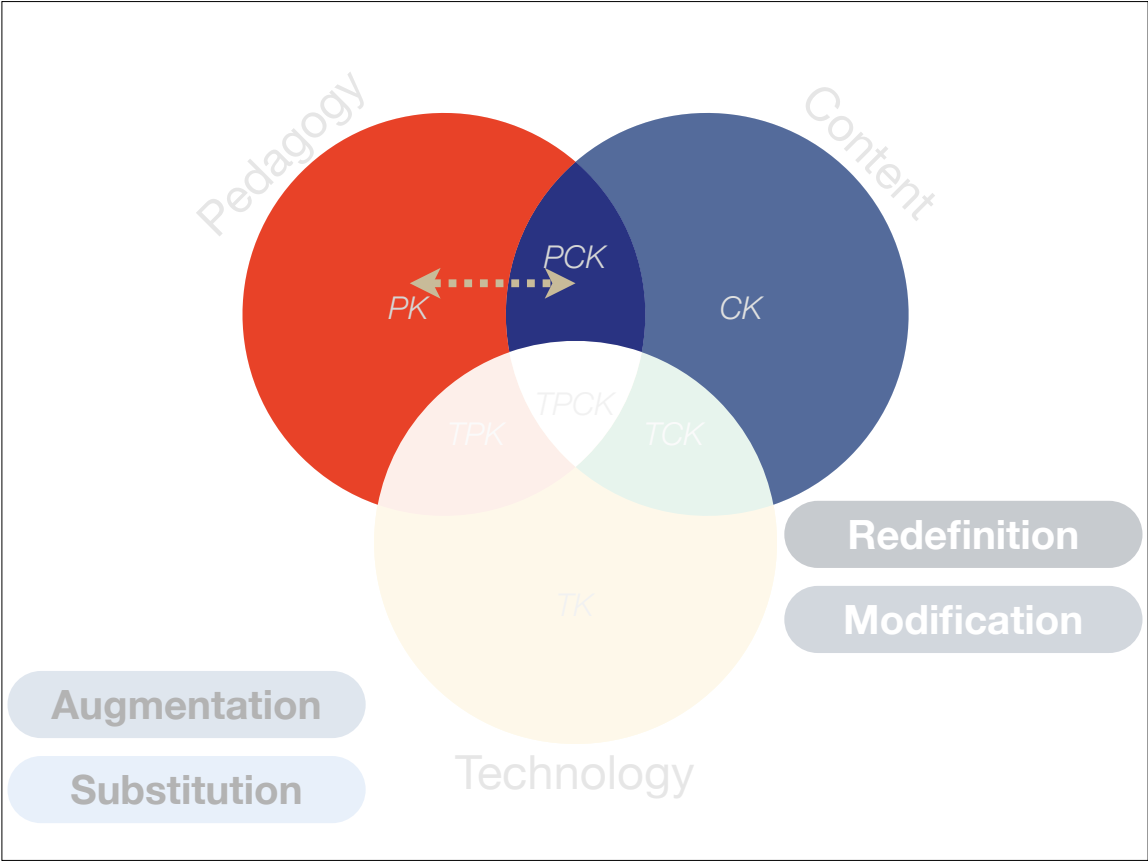 Pedagogy
Content
PCK
PK
CK
TPCK
TPK
TCK
Redefinition
TK
Modification
Augmentation
Technology
Substitution